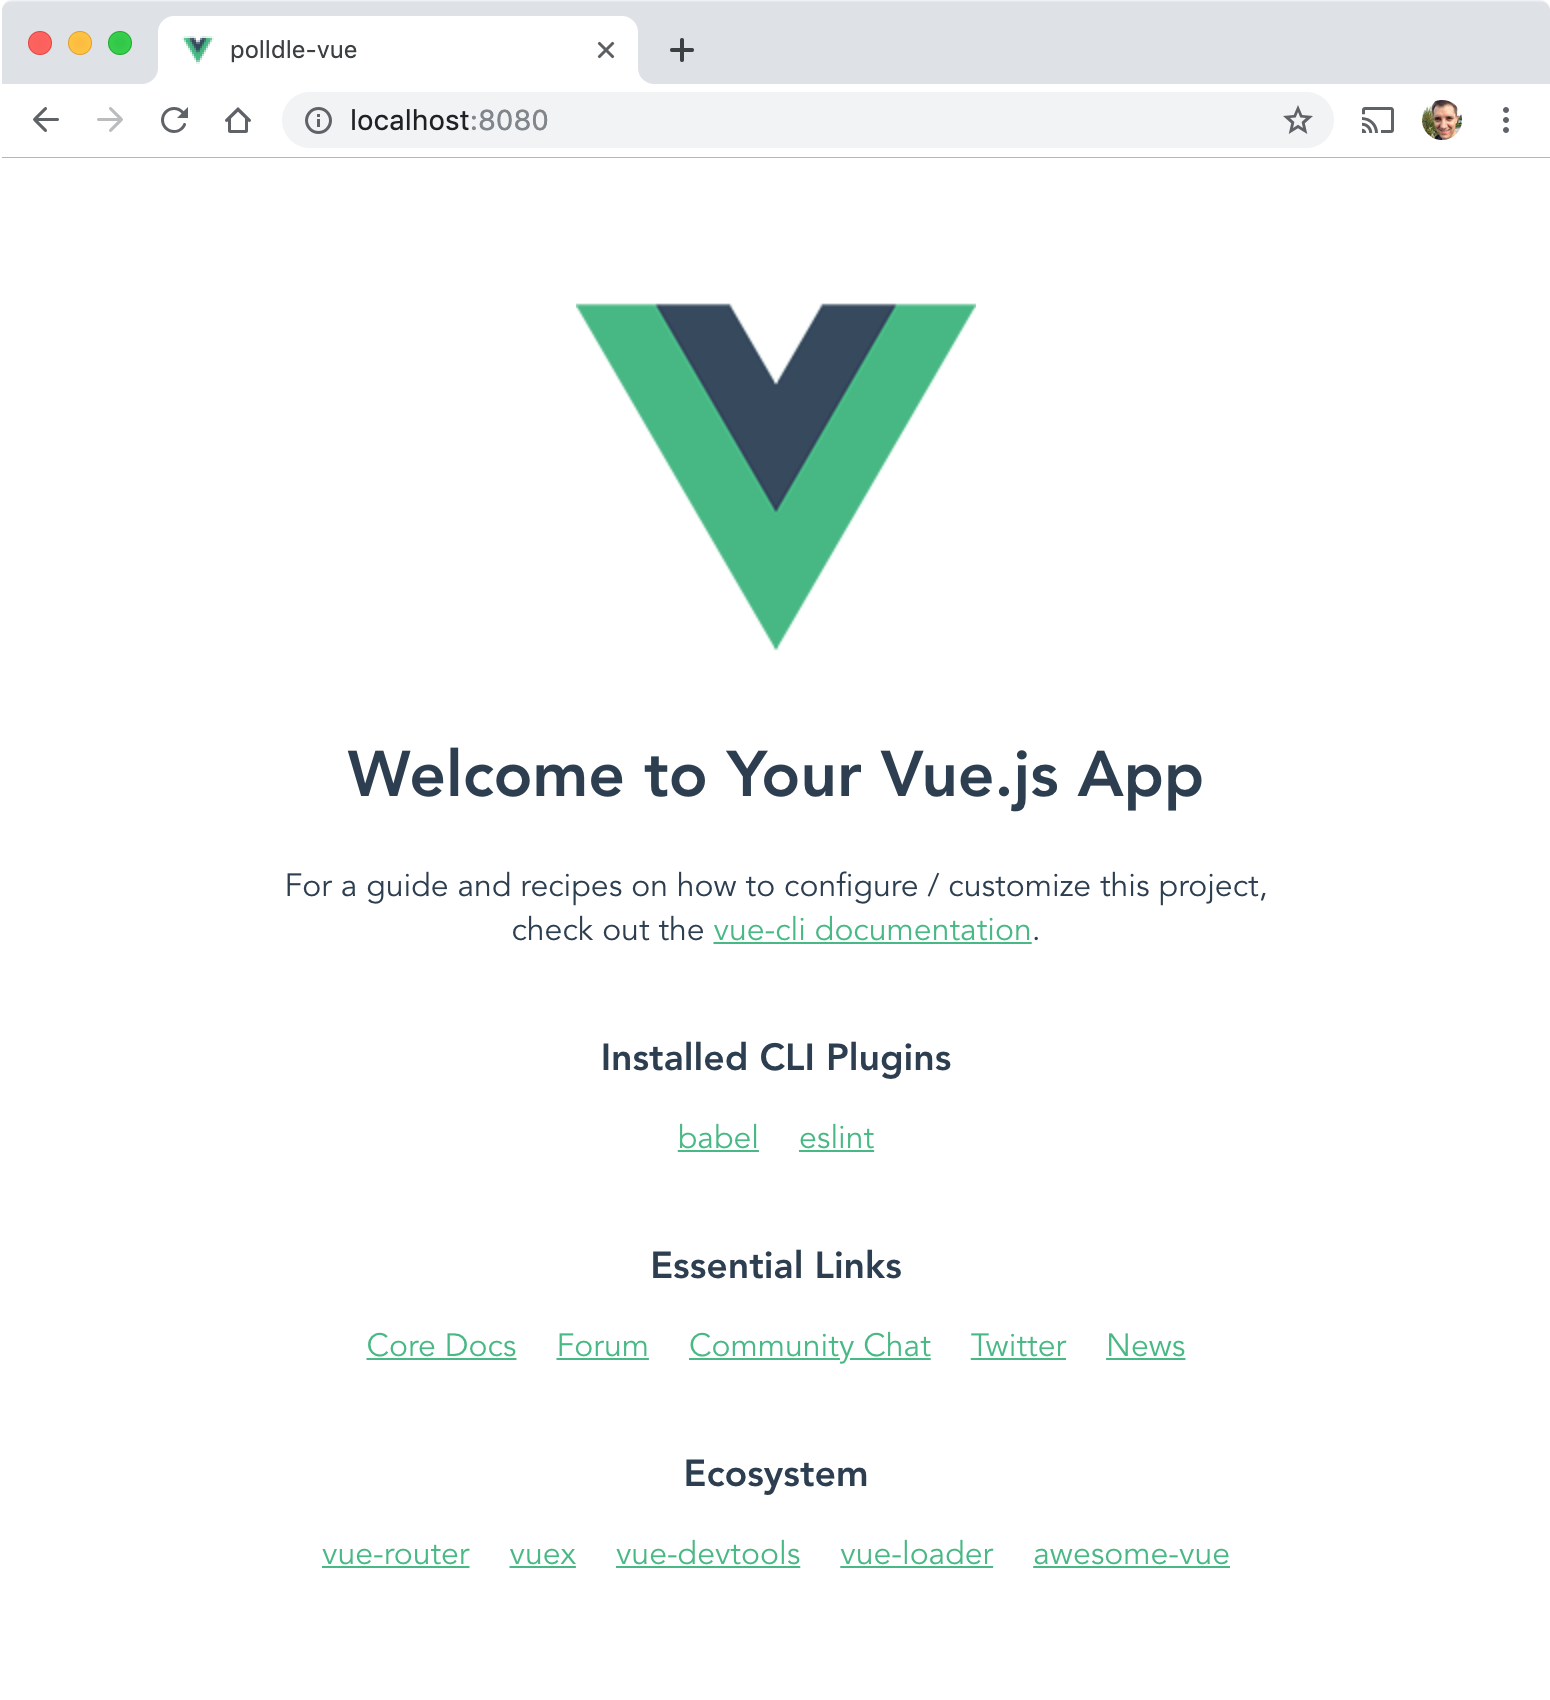 polldle-vue
localhost:8080
Welcome to Your Vue.js App
For a guide and recipes on how to configure / customize this project,
check out the vue-cli documentation.
Installed CLI Plugins
babel eslint
Essential Links
Core Docs Forum Community Chat Twitter News
Ecosystem
vue-router vuex vue-devtools vue-loader awesome-vue